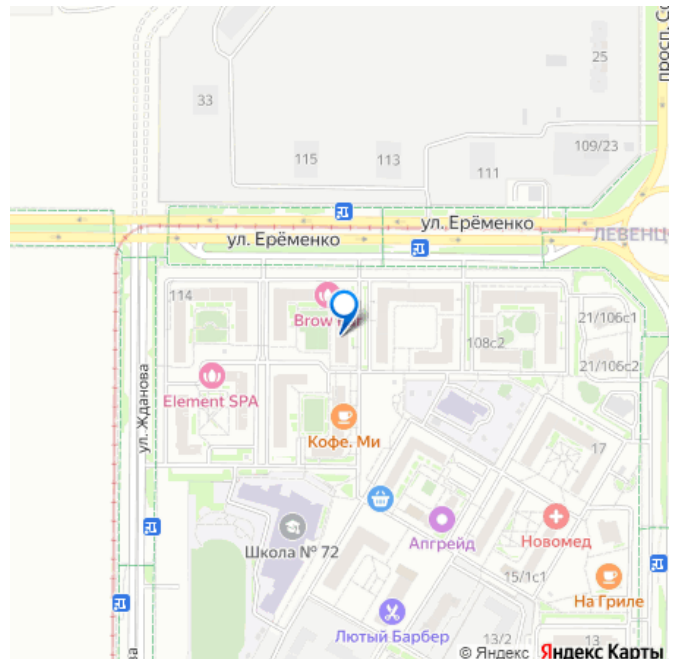 просп. Со
25
33
115
113
111
109/23
ул. Ерёменко
ул. Ерёменко
ЛЕВЕНЦ
114
Brow
21/106с1
108с2
21/106с2
Element SPA
ул. Жданова
Кофе. Ми
17
Школа № 72
Апгрейд
Новомед
15/1с1
На Гриле
Лютый Барбер
13/2
13
ва
© Яндекс Яндекс Карты